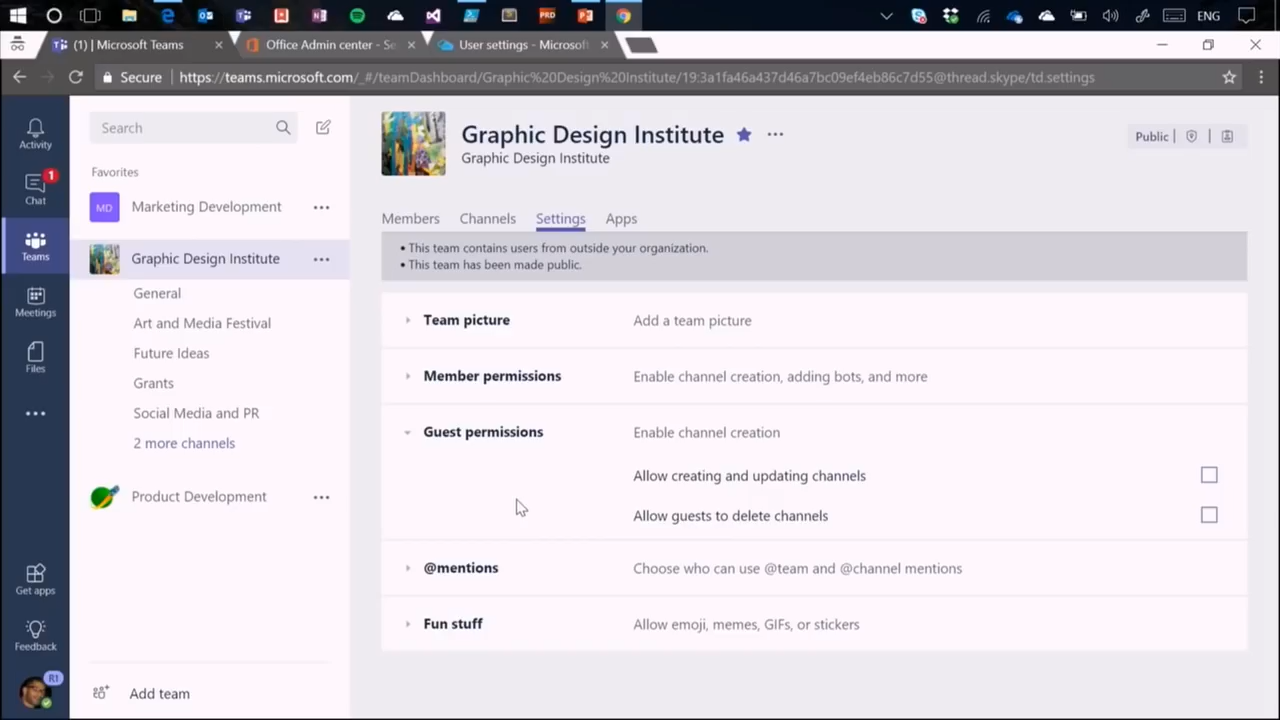 ENG
(1) | Microsoft Teams
Office Admin center - Se
User settings - Microsoft
Secure
https://teams.microsoft.com/_#/teamDashboard/Graphic%20Design%20Institute/19:3a1fa46a437d46a7bc09ef4eb86c7d55@thread.skype/td.settings
Activity
Chat
1
Teams
Meetings
Files
Get apps
Feedback
R1
Search
Favorites
MD
Marketing Development
Graphic Design Institute
General
Art and Media Festival
Future Ideas
Grants
Social Media and PR
2 more channels
Product Development
Add team
Graphic Design Institute
Graphic Design Institute
Public
Members
Channels
Settings
Apps
• This team contains users from outside your organization.
• This team has been made public.
Team picture
Add a team picture
Member permissions
Enable channel creation, adding bots, and more
Guest permissions
Enable channel creation
Allow creating and updating channels
Allow guests to delete channels
@mentions
Choose who can use @team and @channel mentions
Fun stuff
Allow emoji, memes, GIFs, or stickers